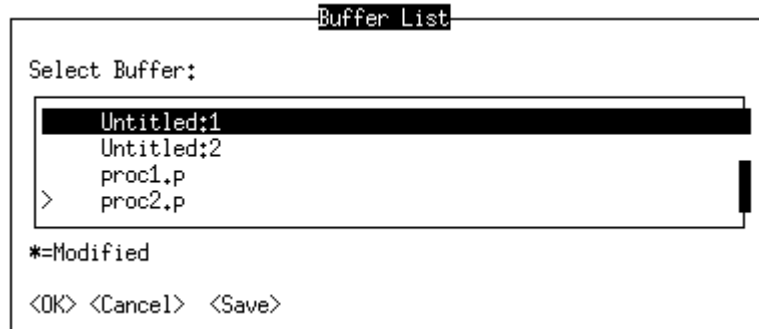 Buffer List
Select Buffer:
Untitled:1
Untitled:2
proc1.p
> proc2.p
*=Modified
<OK> <Cancel> <Save>